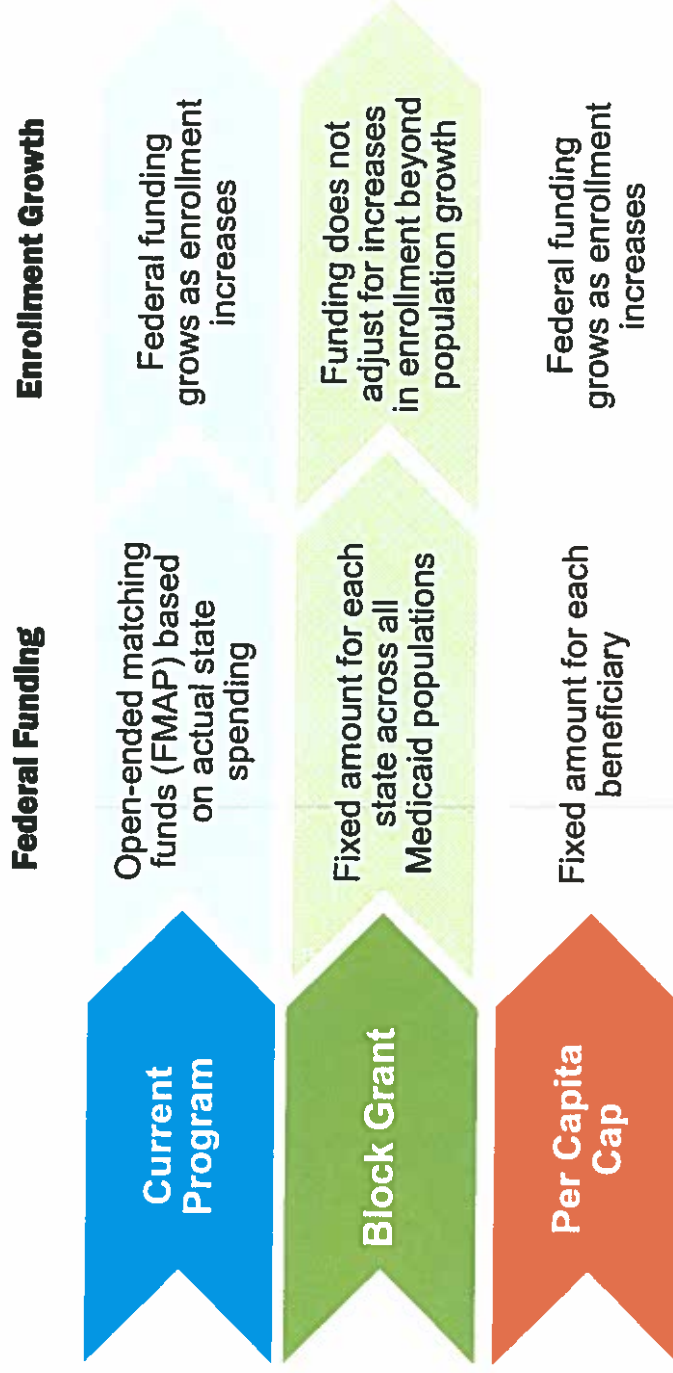 Federal Funding
Enrollment Growth
Current
Program
Open-ended matching
funds (FMAP) based
on actual state
spending
Federal funding
grows as enrollment
increases
Block Grant
Fixed amount for each
state across all
Medicaid populations
Funding does not
adjust for increases
in enrollment beyond
population growth
Per Capita
Cap
Fixed amount for each
beneficiary
Federal funding
grows as enrollment
increases